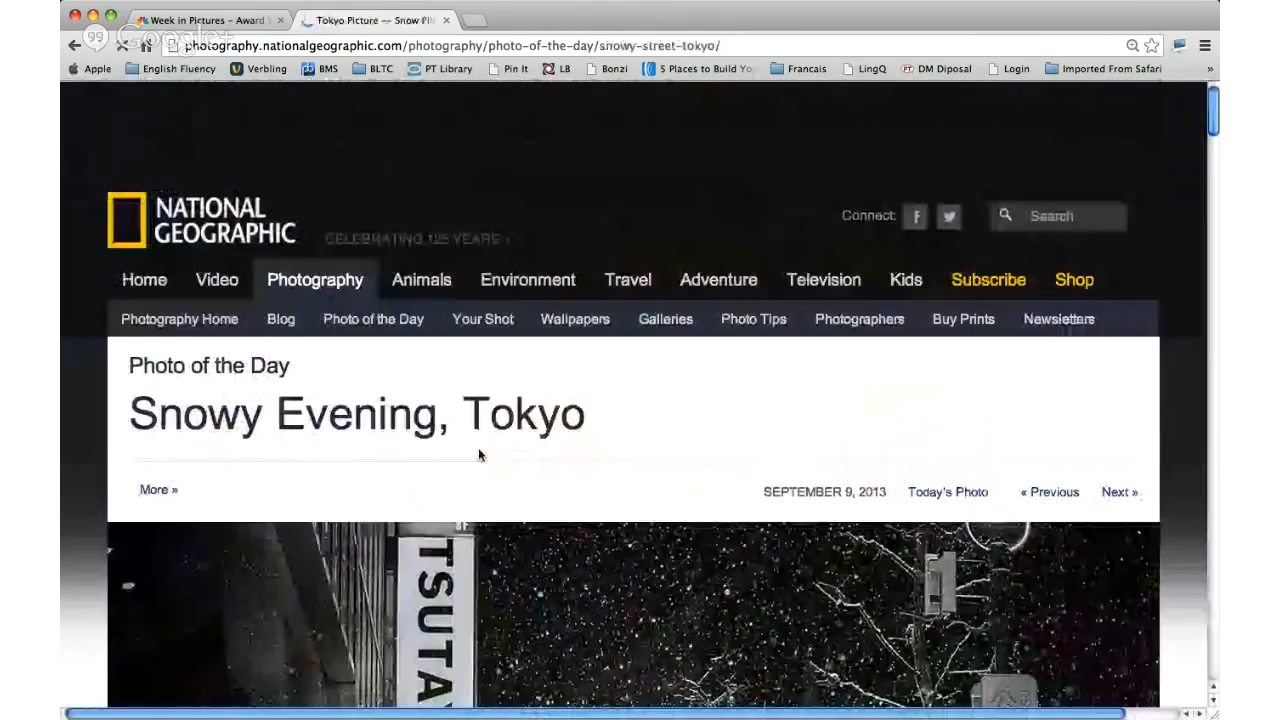 Week in Pictures – Award
Tokyo Picture — Snow
Google+
photography.nationalgeographic.com/photography/photo-of-the-day/snowy-street-tokyo/
Apple English Fluency Verbling BMS BLTC PT Library Pin It LB Bonzi 5 Places to Build Yo Francais LingQ DM Diposal Login Imported From Safari »
NATIONAL
GEOGRAPHIC
CELEBRATING 125 YEARS
Connect: Search
Home Video Photography Animals Environment Travel Adventure Television Kids Subscribe Shop
Photography Home Blog Photo of the Day Your Shot Wallpapers Galleries Photo Tips Photographers Buy Prints Newsletters
Photo of the Day
Snowy Evening, Tokyo
More » SEPTEMBER 9, 2013 Today's Photo « Previous Next »
TSUTA